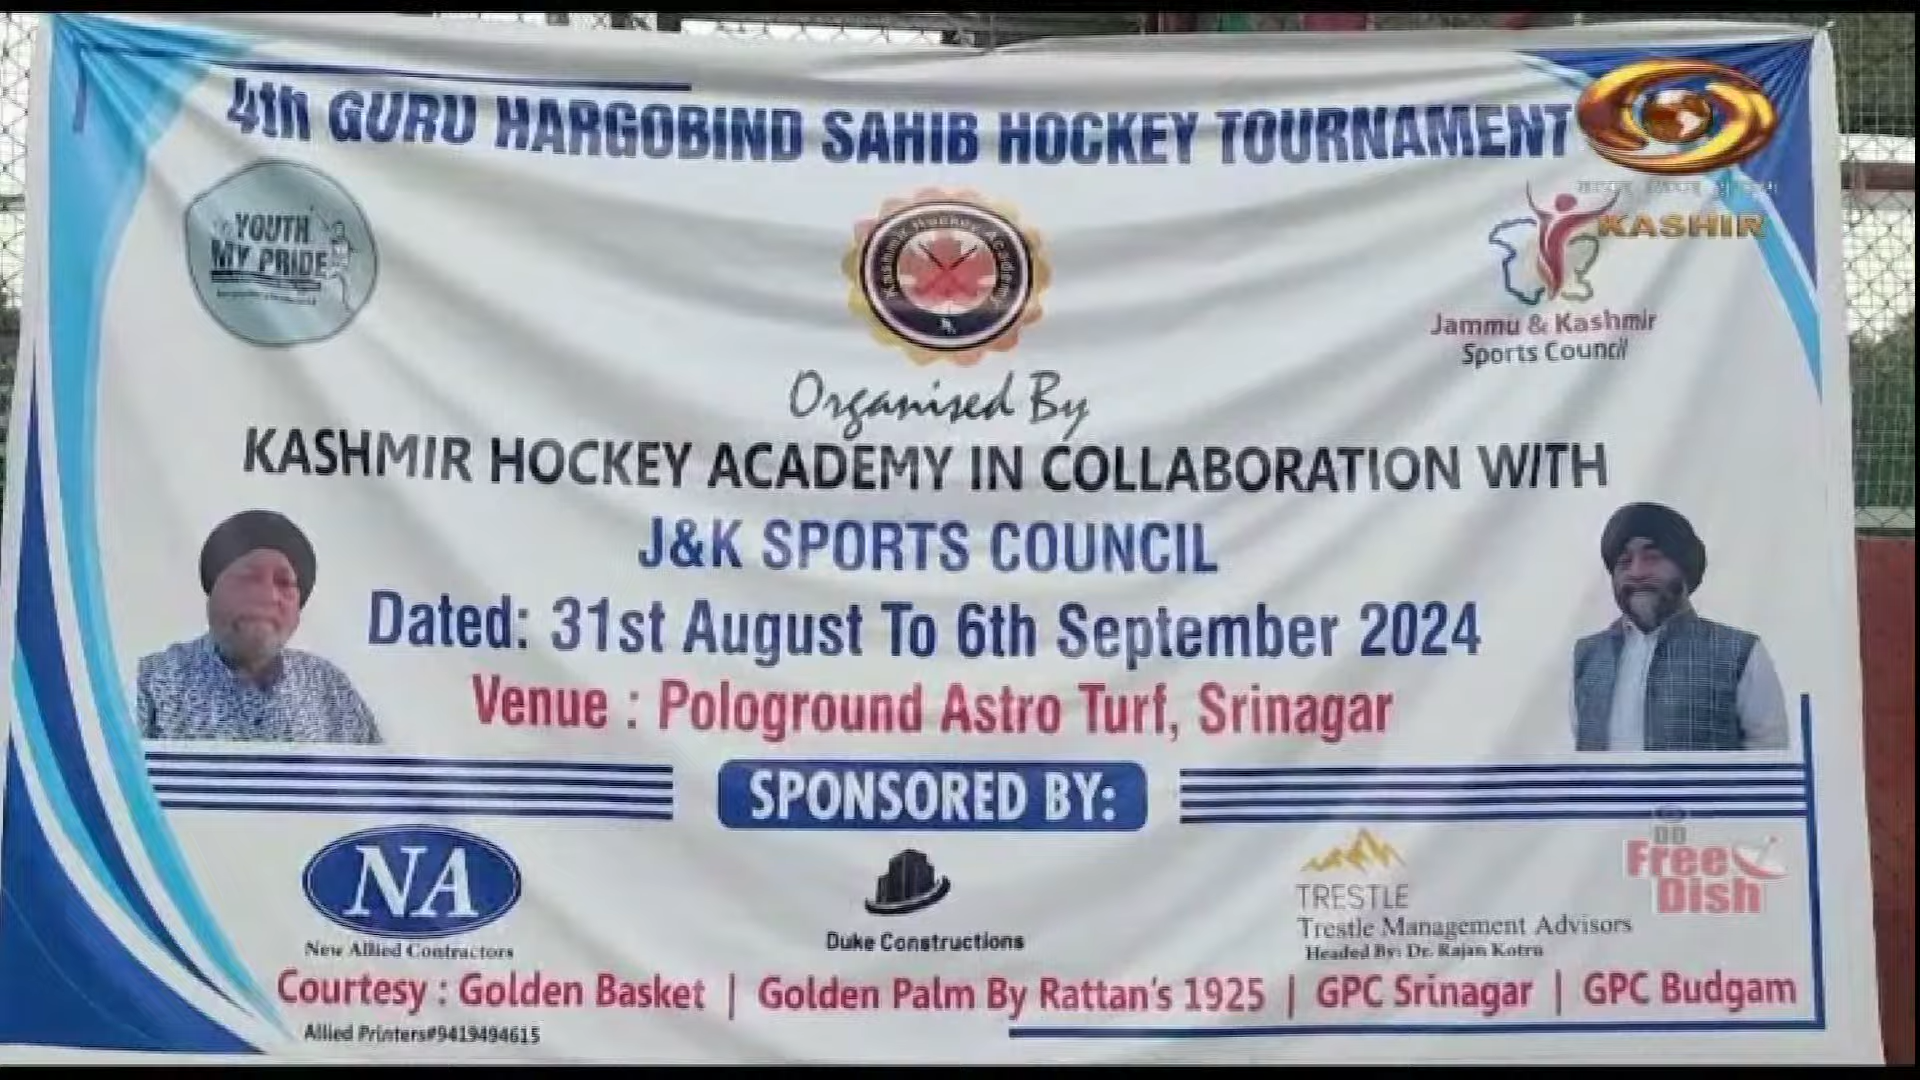 4th GURU HARGOBIND SAHIB HOCKEY TOURNAMENT
YOUTH
MY PRIDE
Kashmir Hockey Academy
KASHIR
Jammu & Kashmir
Sports Council
Organised By
KASHMIR HOCKEY ACADEMY IN COLLABORATION WITH
J&K SPORTS COUNCIL
Dated: 31st August To 6th September 2024
Venue : Pologround Astro Turf, Srinagar
SPONSORED BY:
NA
New Allied Contractors
Duke Constructions
TRESTLE
Trestle Management Advisors
Headed By: Dr. Rajan Kotru
DD
Free
Dish
Courtesy : Golden Basket | Golden Palm By Rattan's 1925 | GPC Srinagar | GPC Budgam
Allied Printers#9419494615